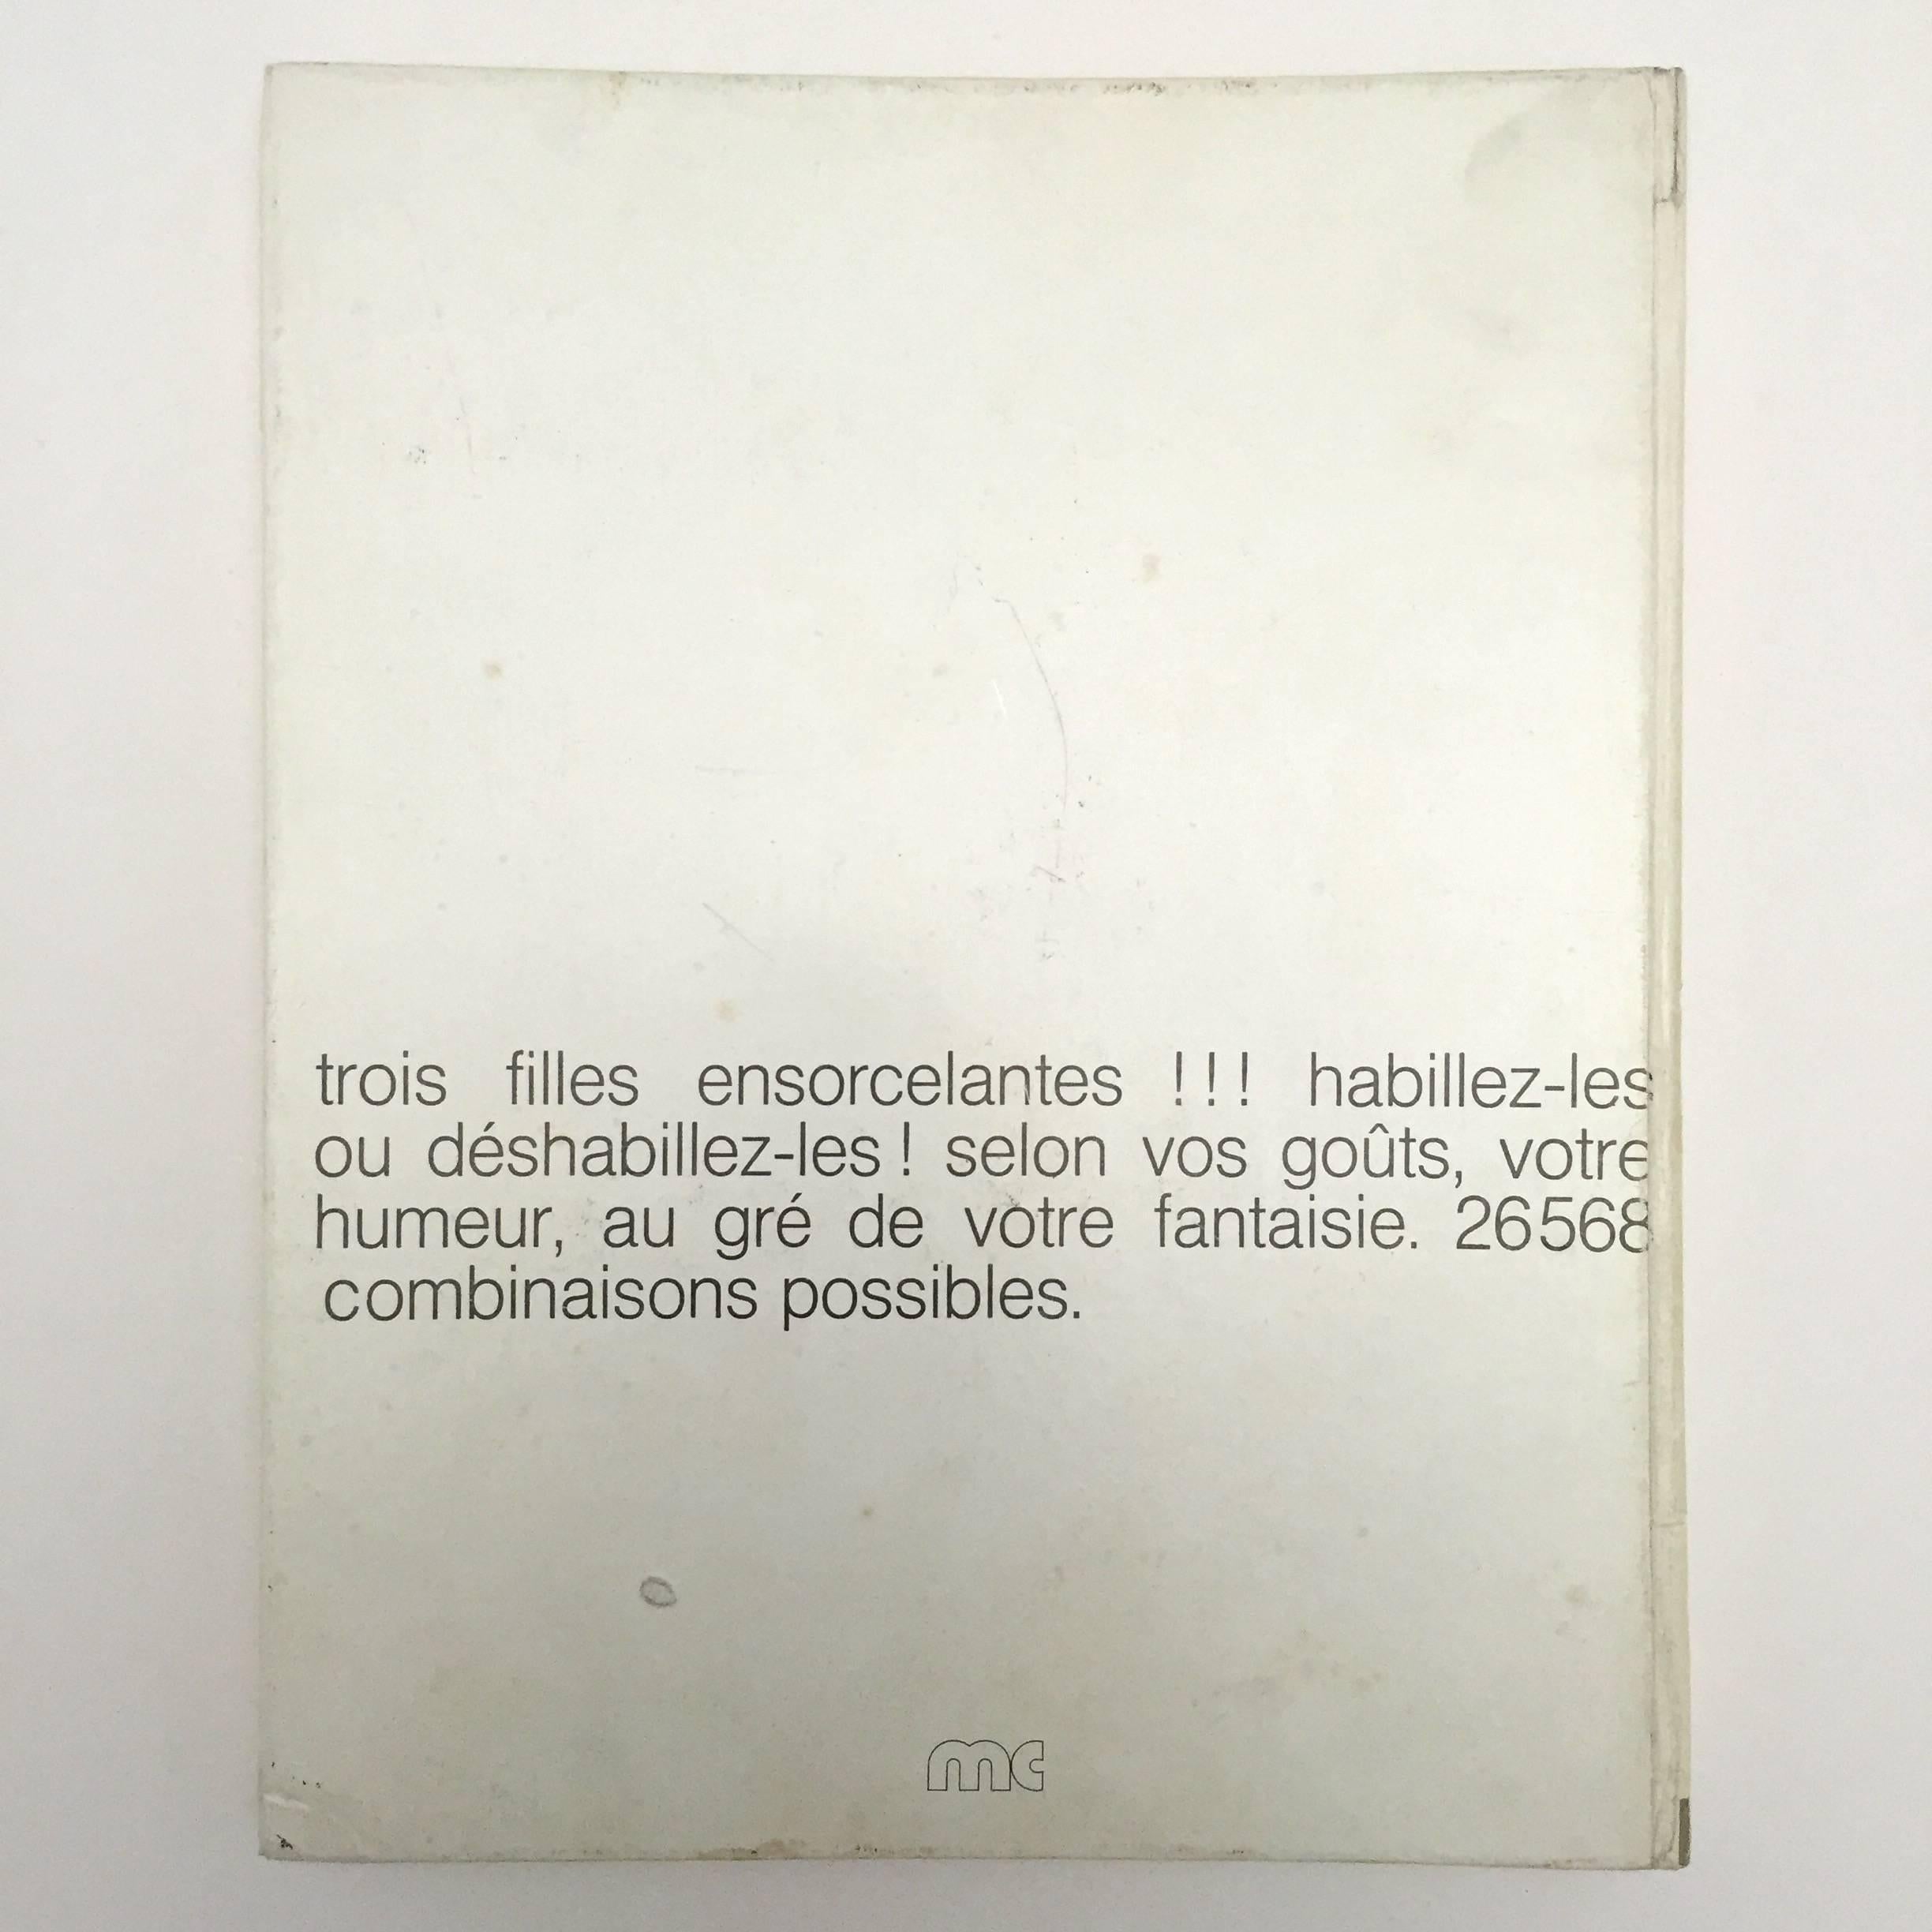 trois filles ensorcelantes !!! habillez-les
ou déshabillez-les ! selon vos goûts, votre
humeur, au gré de votre fantaisie. 26568
combinaisons possibles.
mc